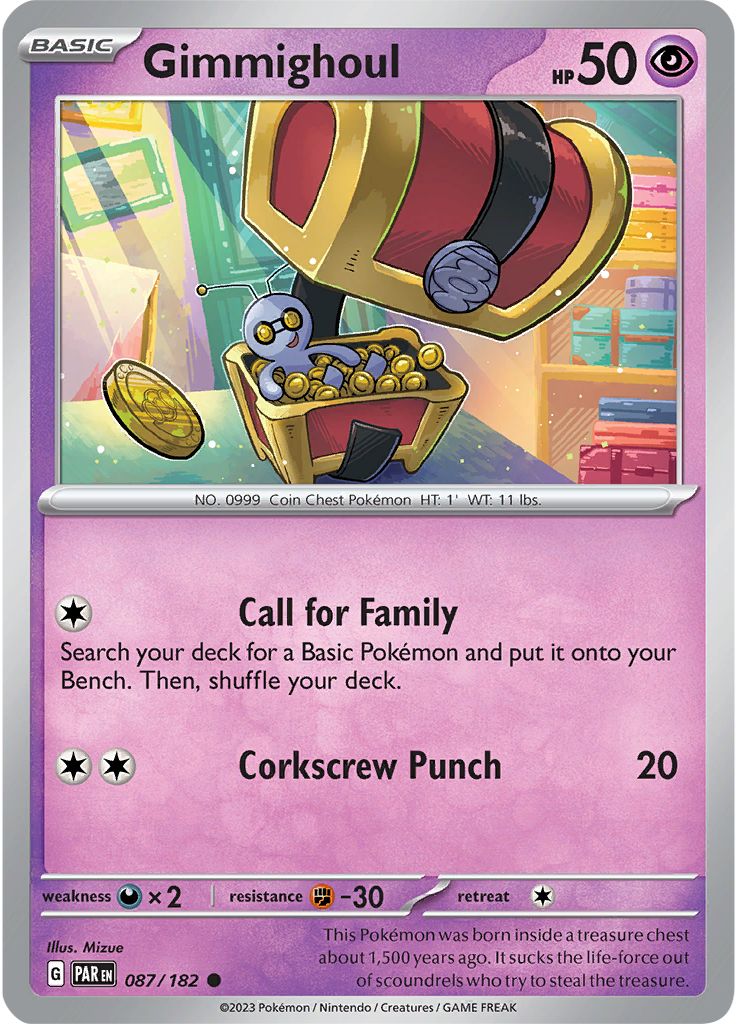 BASIC
Gimmighoul
HP 50
NO. 0999 Coin Chest Pokémon HT: 1' WT: 11 lbs.
Call for Family
Search your deck for a Basic Pokémon and put it onto your
Bench. Then, shuffle your deck.
Corkscrew Punch 20
weakness ×2 resistance -30 retreat
Illus. Mizue
G PAR EN 087/182
This Pokémon was born inside a treasure chest
about 1,500 years ago. It sucks the life-force out
of scoundrels who try to steal the treasure.
©2023 Pokémon / Nintendo / Creatures / GAME FREAK